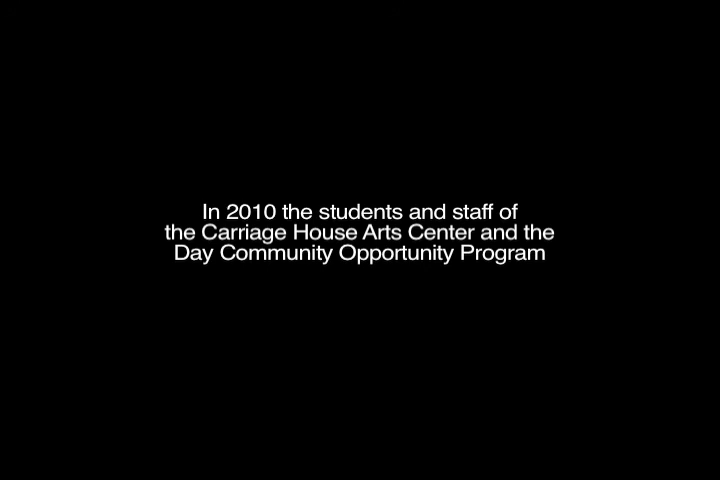 In 2010 the students and staff of
the Carriage House Arts Center and the
Day Community Opportunity Program